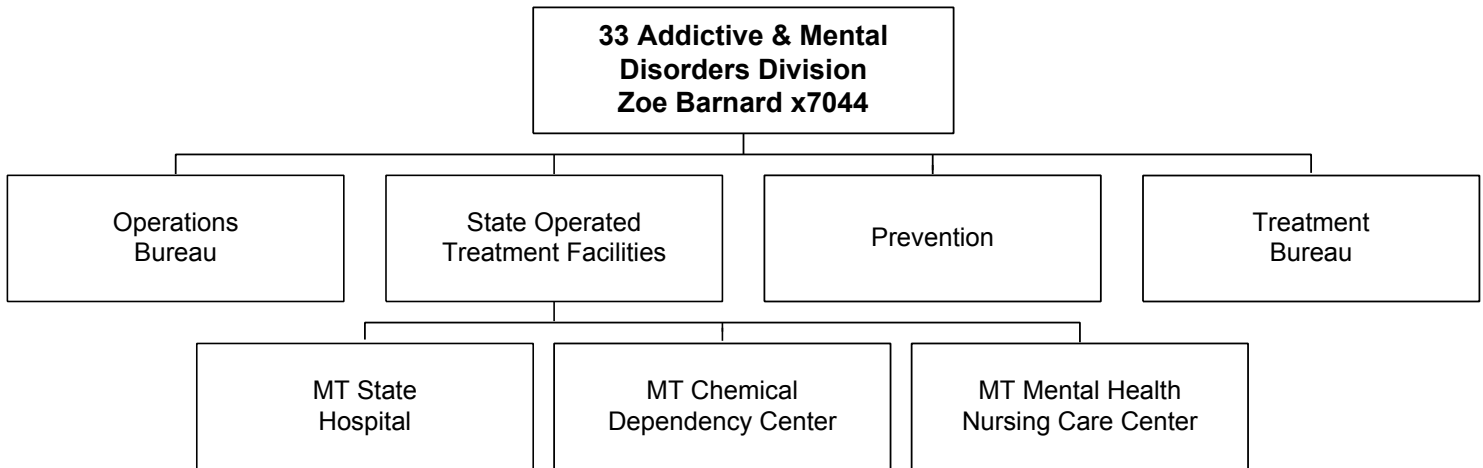 33 Addictive & Mental
Disorders Division
Zoe Barnard x7044
Operations
Bureau
State Operated
Treatment Facilities
Prevention
Treatment
Bureau
MT State
Hospital
MT Chemical
Dependency Center
MT Mental Health
Nursing Care Center